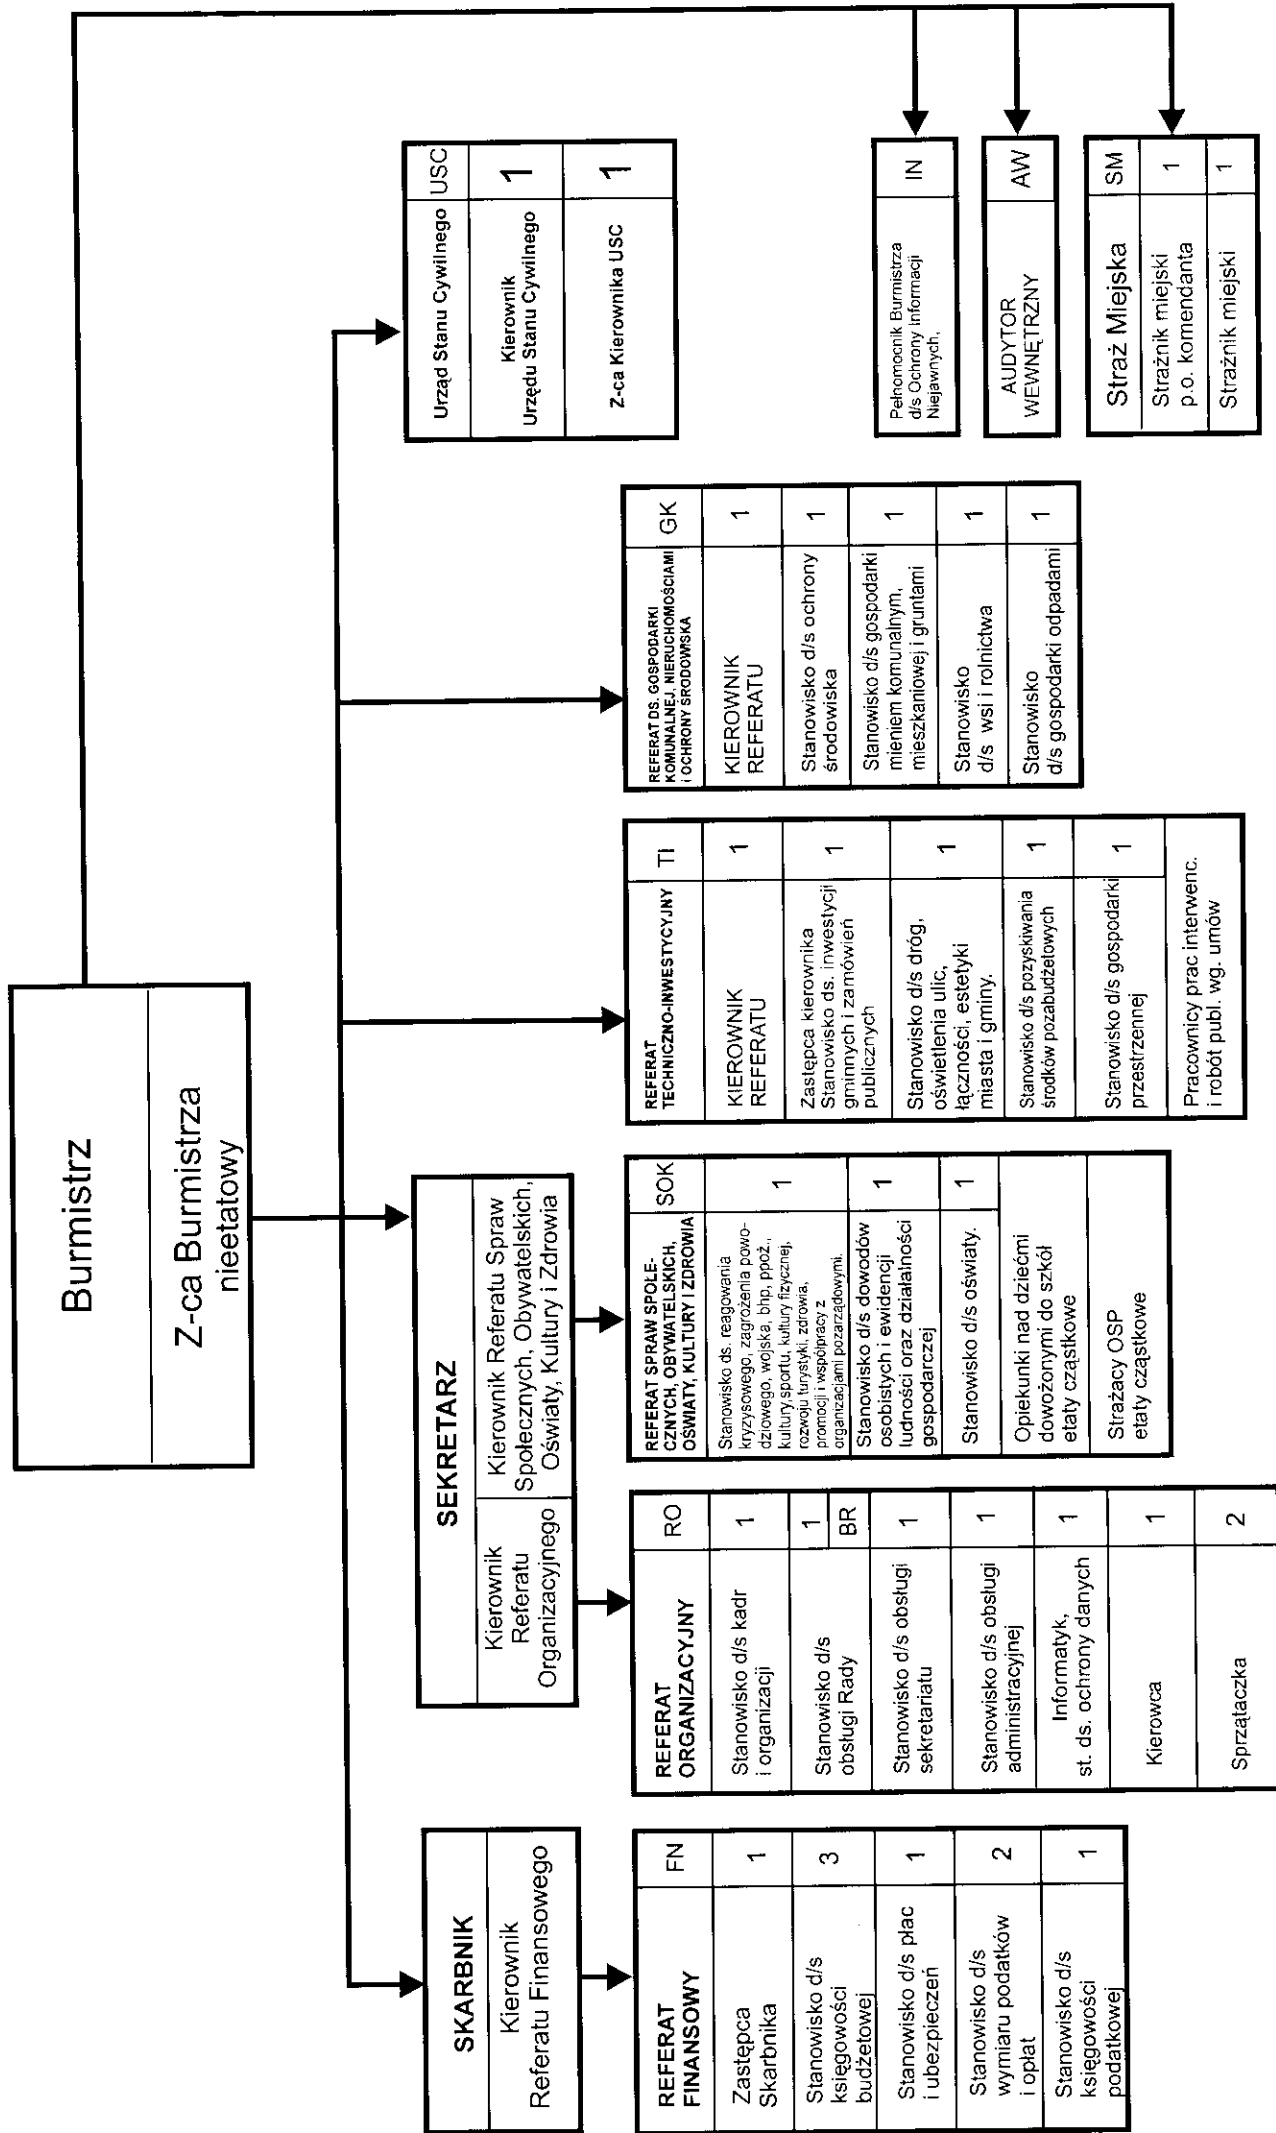 Burmistrz
Z-ca Burmistrza
nieetatowy
SKARBNIK
Kierownik
Referatu Finansowego
SEKRETARZ
Kierownik
Referatu
Organizacyjnego
Kierownik Referatu Spraw
Społecznych, Obywatelskich,
Oświaty, Kultury i Zdrowia
Urząd Stanu Cywilnego USC
Kierownik
Urzędu Stanu Cywilnego 1
Z-ca Kierownika USC 1
REFERAT
FINANSOWY FN
Zastępca
Skarbnika 1
Stanowisko d/s
księgowości
budżetowej 3
Stanowisko d/s płac
i ubezpieczeń 1
Stanowisko d/s
wymiaru podatków
i opłat 2
Stanowisko d/s
księgowości
podatkowej 1
REFERAT
ORGANIZACYJNY RO
Stanowisko d/s kadr
i organizacji 1
Stanowisko d/s
obsługi Rady 1
BR
Stanowisko d/s obsługi
sekretariatu 1
Stanowisko d/s obsługi
administracyjnej 1
Informatyk,
st. ds. ochrony danych 1
Kierowca 1
Sprzątaczka 2
REFERAT SPRAW SPOŁE-
CZNYCH, OBYWATELSKICH,
OŚWIATY, KULTURY I ZDROWIA SOK
Stanowisko ds. reagowania
kryzysowego, zagrożenia powo-
dziowego, wojska, bhp, ppoż.,
kultury,sportu, kultury fizycznej,
rozwoju turystyki, zdrowia,
promocji i współpracy z
organizacjami pozarządowymi. 1
Stanowisko d/s dowodów
osobistych i ewidencji
ludności oraz działalności
gospodarczej 1
Stanowisko d/s oświaty. 1
Opiekunki nad dziećmi
dowożonymi do szkół
etaty cząstkowe
Strażacy OSP
etaty cząstkowe
REFERAT
TECHNICZNO-INWESTYCYJNY TI
KIEROWNIK
REFERATU 1
Zastępca kierownika
Stanowisko ds. inwestycji
gminnych i zamówień
publicznych 1
Stanowisko d/s dróg,
oświetlenia ulic,
łączności, estetyki
miasta i gminy. 1
Stanowisko d/s pozyskiwania
środków pozabudżetowych 1
Stanowisko d/s gospodarki
przestrzennej 1
Pracownicy prac interwenc.
i robót publ. wg. umów
REFERAT DS. GOSPODARKI
KOMUNALNEJ, NIERUCHOMOŚCIAMI
i OCHRONY ŚRODOWISKA GK
KIEROWNIK
REFERATU 1
Stanowisko d/s ochrony
środowiska 1
Stanowisko d/s gospodarki
mieniem komunalnym,
mieszkaniowej i gruntami 1
Stanowisko
d/s wsi i rolnictwa 1
Stanowisko
d/s gospodarki odpadami 1
Pełnomocnik Burmistrza
d/s Ochrony Informacji
Niejawnych, IN
AUDYTOR
WEWNĘTRZNY AW
Straż Miejska SM
Strażnik miejski
p.o. komendanta 1
Strażnik miejski 1